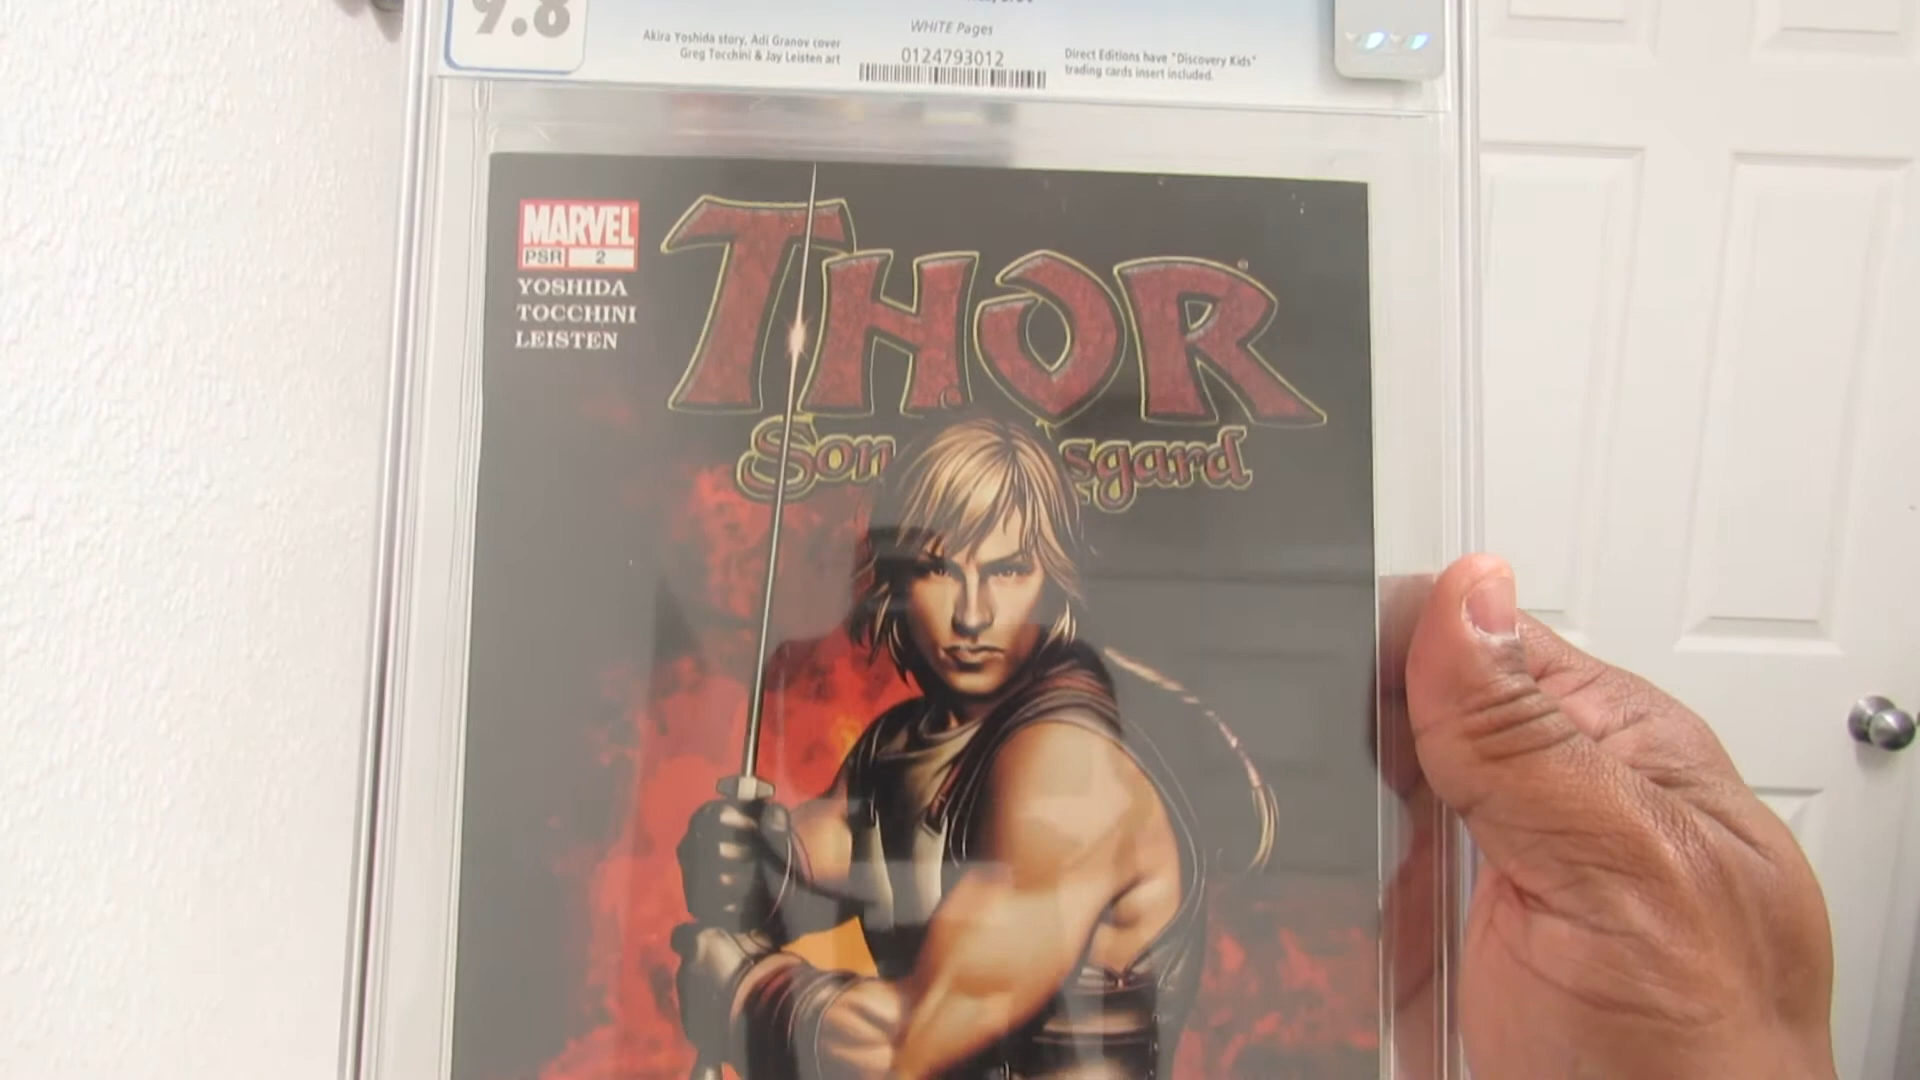 9.8
WHITE Pages
Akira Yoshida story, Adi Granov cover
Greg Tocchini & Jay Leisten art
0124793012
Direct Editions have "Discovery Kids"
trading cards insert included.
MARVEL
PSR 2
YOSHIDA
TOCCHINI
LEISTEN
THOR
Son sgard